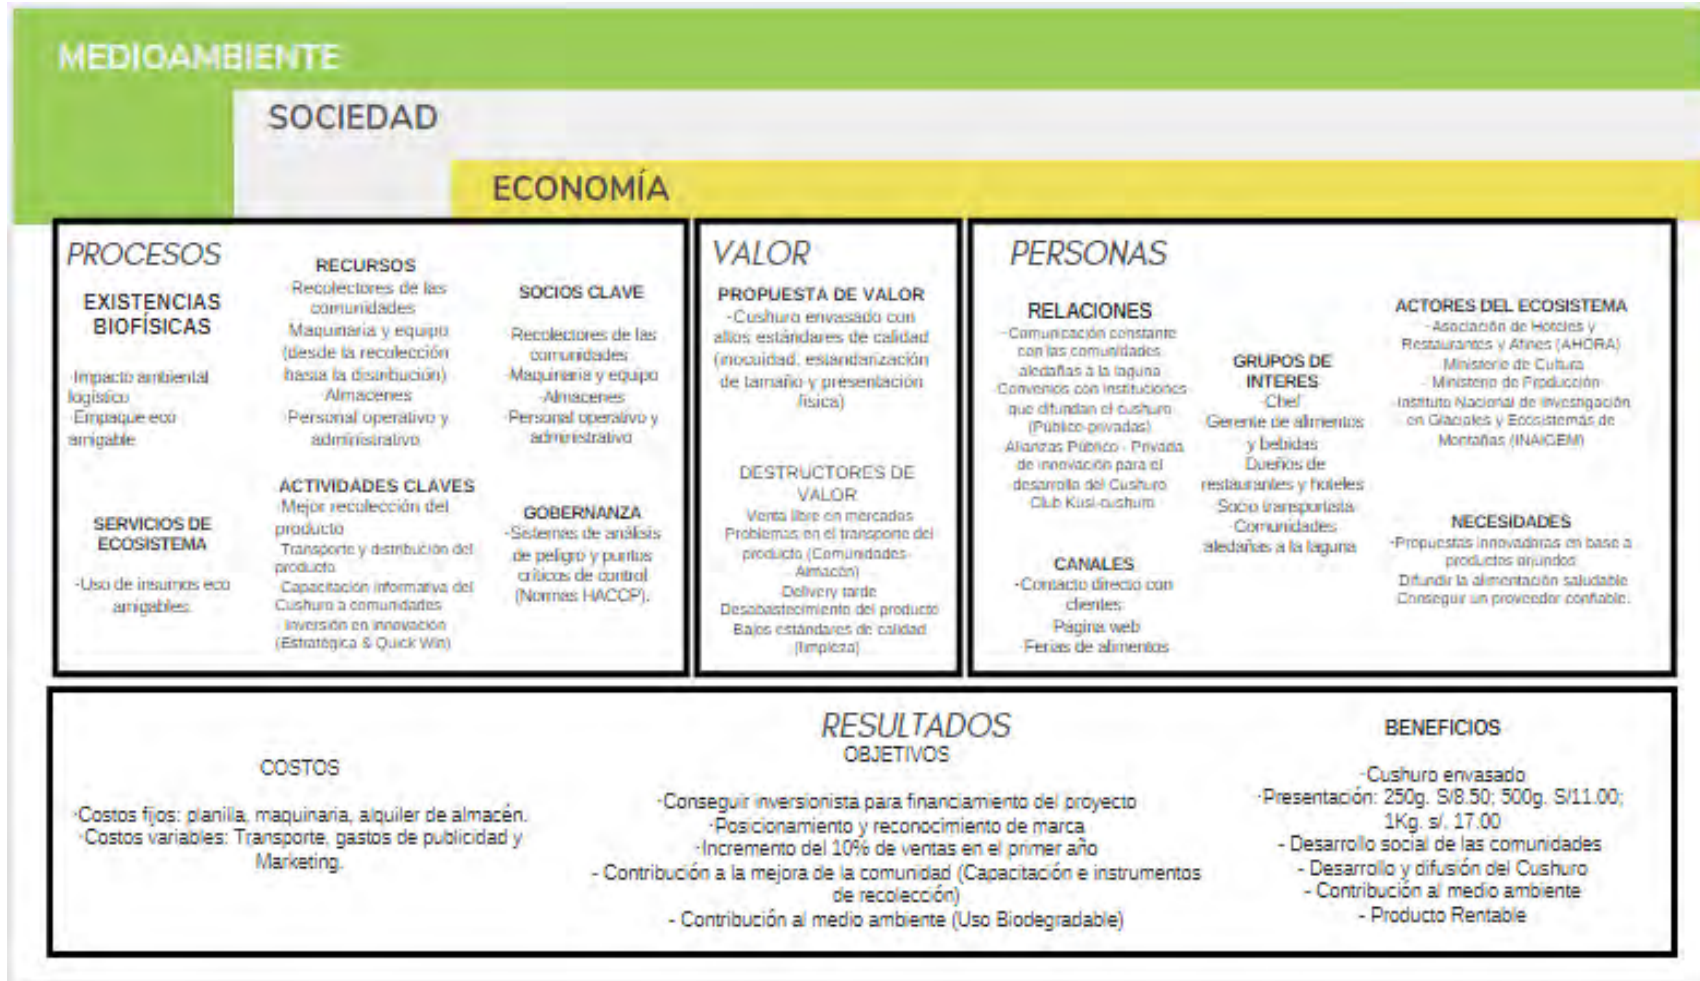 MEDIOAMBIENTE
SOCIEDAD
ECONOMÍA
PROCESOS
EXISTENCIAS
BIOFÍSICAS
-Impacto ambiental
logístico
-Empaque eco
amigable
SERVICIOS DE
ECOSISTEMA
-Uso de insumos eco
amigables.
RECURSOS
-Recolectores de las
comunidades
Maquinaria y equipo
(desde la recolección
hasta la distribución)
-Almacenes
-Personal operativo y
administrativo
ACTIVIDADES CLAVES
-Mejor recolección del
producto
-Transporte y distribución del
producto
-Capacitación informativa del
Cushuro a comunidades
-Inversión en innovación
(Estratégica & Quick Win)
SOCIOS CLAVE
-Recolectores de las
comunidades
-Maquinaria y equipo
-Almacenes
-Personal operativo y
administrativo
GOBERNANZA
-Sistemas de análisis
de peligro y puntos
críticos de control
(Normas HACCP).
VALOR
PROPUESTA DE VALOR
-Cushuro envasado con
altos estándares de calidad
(inocuidad, estandarización
de tamaño y presentación
física)
DESTRUCTORES DE
VALOR
Venta libre en mercados
Problemas en el transporte del
producto (Comunidades-
Almacén)
Delivery tarde
Desabastecimiento del producto
Bajos estándares de calidad
(limpieza)
PERSONAS
RELACIONES
-Comunicación constante
con las comunidades
aledañas a la laguna
-Convenios con instituciones
que difundan el cushuro
(Público-privadas)
Alianzas Público - Privada
de innovación para el
desarrollo del Cushuro
Club Kusi-cushuro
CANALES
-Contacto directo con
clientes
Página web
-Ferias de alimentos
GRUPOS DE
INTERES
-Chef
Gerente de alimentos
y bebidas
Dueños de
restaurantes y hoteles
Socio transportista
-Comunidades
aledañas a la laguna
ACTORES DEL ECOSISTEMA
-Asociación de Hoteles y
Restaurantes y Afines (AHORA)
Ministerio de Cultura
-Ministerio de Producción
-Instituto Nacional de Investigación
en Glaciales y Ecosistemas de
Montañas (INAIGEM)
NECESIDADES
-Propuestas innovadoras en base a
productos oriundos
Difundir la alimentación saludable
Conseguir un proveedor confiable.
RESULTADOS
COSTOS
-Costos fijos: planilla, maquinaria, alquiler de almacén.
-Costos variables: Transporte, gastos de publicidad y
Marketing.
OBJETIVOS
-Conseguir inversionista para financiamiento del proyecto
-Posicionamiento y reconocimiento de marca
-Incremento del 10% de ventas en el primer año
- Contribución a la mejora de la comunidad (Capacitación e instrumentos
de recolección)
- Contribución al medio ambiente (Uso Biodegradable)
BENEFICIOS
-Cushuro envasado
-Presentación: 250g. S/8.50; 500g. S/11.00;
1Kg. s/. 17.00
- Desarrollo social de las comunidades
- Desarrollo y difusión del Cushuro
- Contribución al medio ambiente
- Producto Rentable